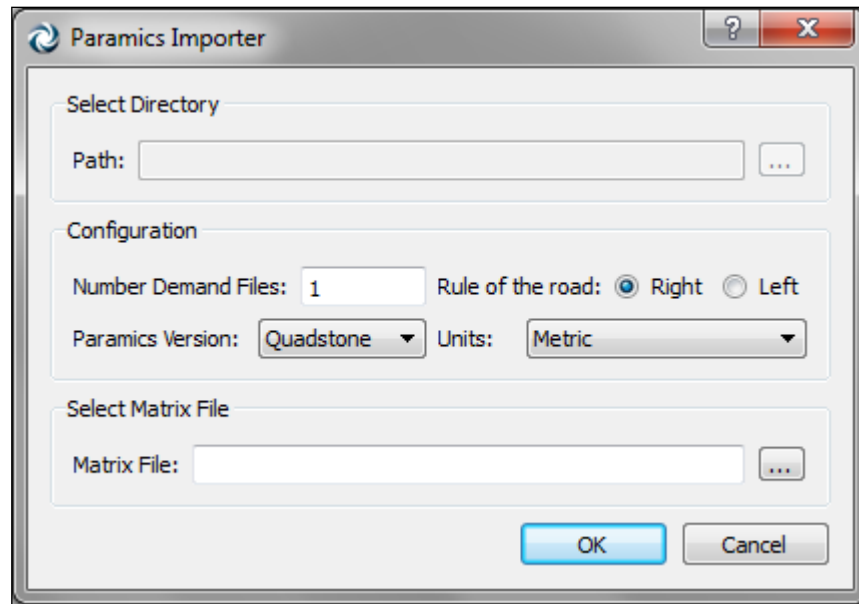 Paramics Importer
?
X
Select Directory
Path:
...
Configuration
Number Demand Files: 1 Rule of the road: Right Left
Paramics Version: Quadstone Units: Metric
Select Matrix File
Matrix File:
...
OK Cancel